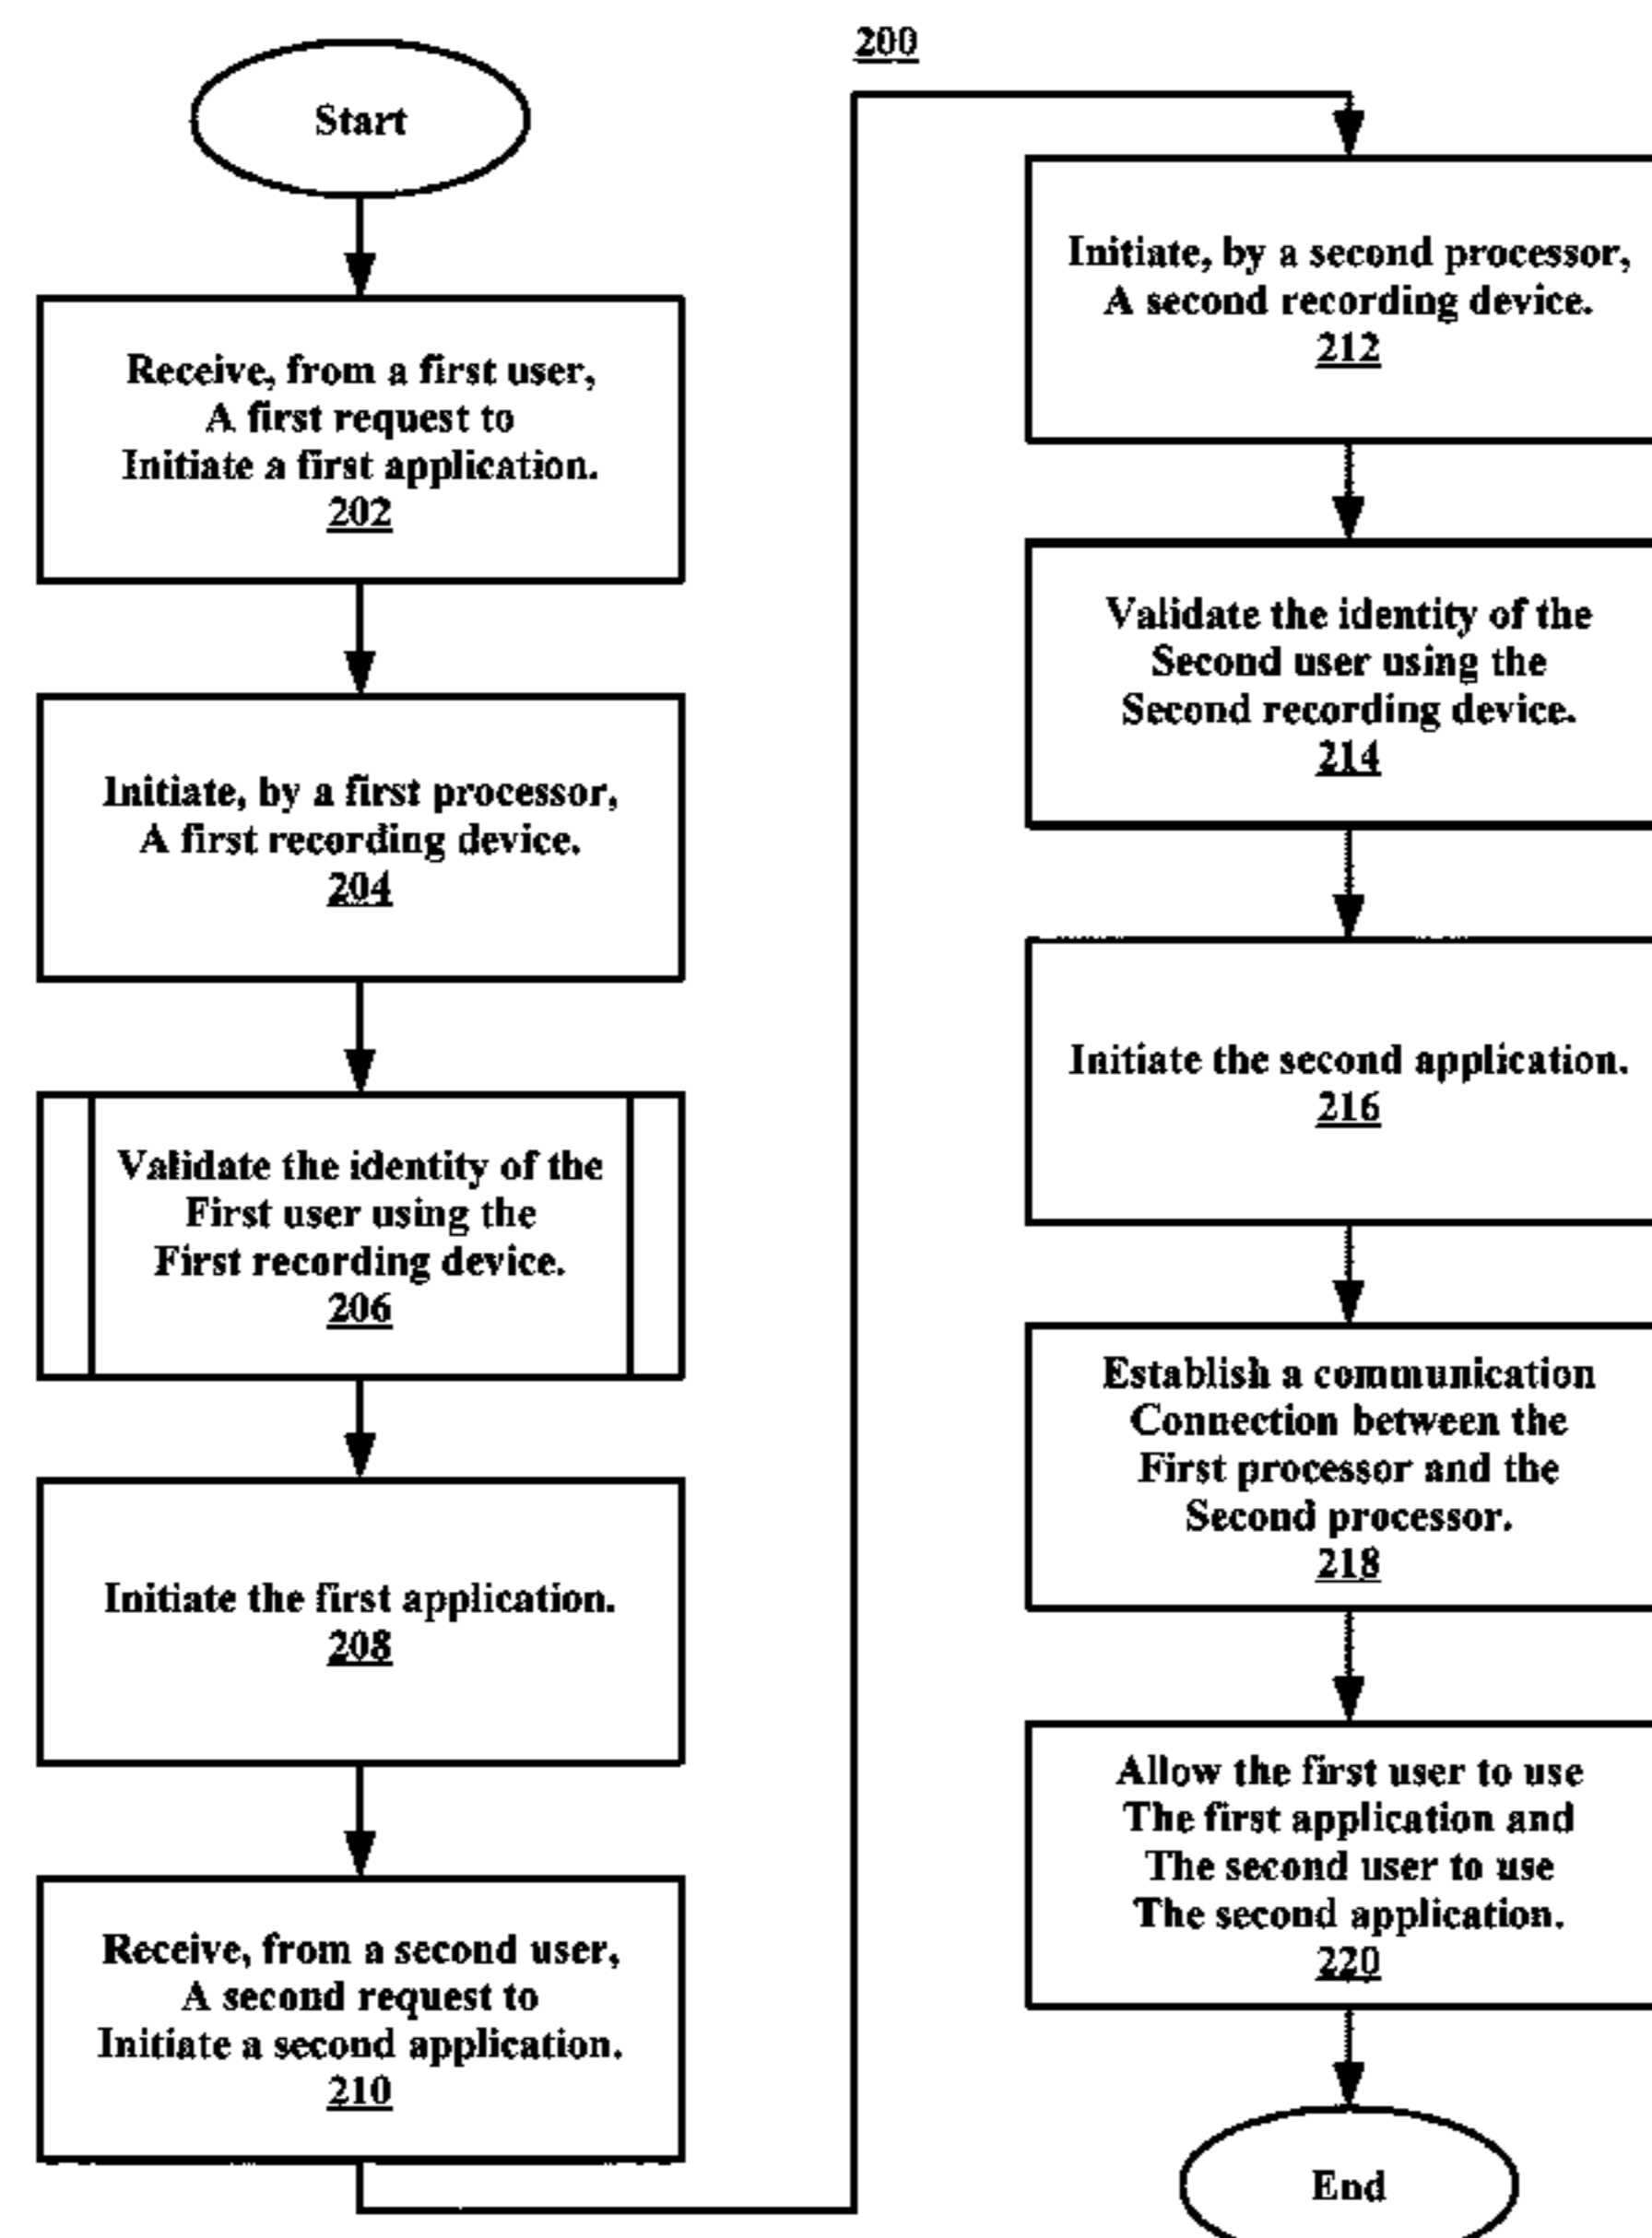 200
Start
Receive, from a first user,
A first request to
Initiate a first application.
202
Initiate, by a first processor,
A first recording device.
204
Validate the identity of the
First user using the
First recording device.
206
Initiate the first application.
208
Receive, from a second user,
A second request to
Initiate a second application.
210
Initiate, by a second processor,
A second recording device.
212
Validate the identity of the
Second user using the
Second recording device.
214
Initiate the second application.
216
Establish a communication
Connection between the
First processor and the
Second processor.
218
Allow the first user to use
The first application and
The second user to use
The second application.
220
End